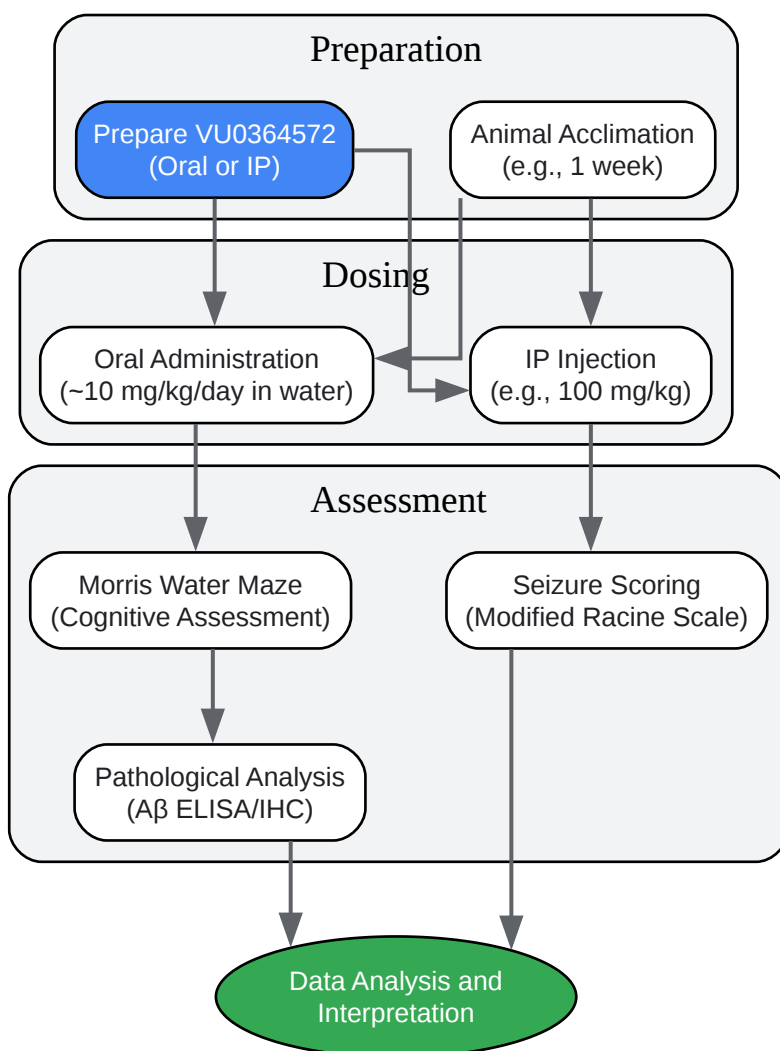 Preparation
Prepare VU0364572
(Oral or IP)
Animal Acclimation
(e.g., 1 week)
Dosing
Oral Administration
(~10 mg/kg/day in water)
IP Injection
(e.g., 100 mg/kg)
Assessment
Morris Water Maze
(Cognitive Assessment)
Seizure Scoring
(Modified Racine Scale)
Pathological Analysis
(Aβ ELISA/IHC)
Data Analysis and
Interpretation